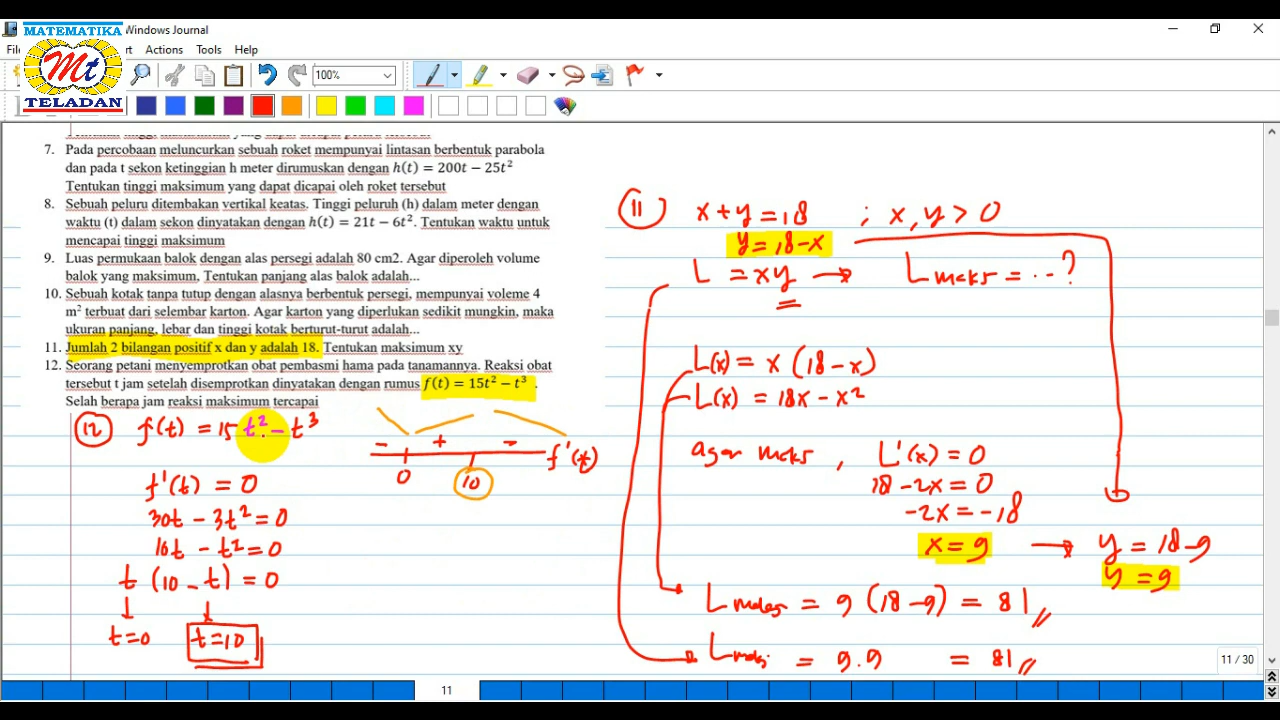 MATEMATIKA
Mt
TELADAN
Windows Journal
Actions Tools Help
100%
7. Pada percobaan meluncurkan sebuah roket mempunyai lintasan berbentuk parabola
dan pada t sekon ketinggian h meter dirumuskan dengan h(t) = 200t − 25t²
Tentukan tinggi maksimum yang dapat dicapai oleh roket tersebut
8. Sebuah peluru ditembakan vertikal keatas. Tinggi peluruh (h) dalam meter dengan
waktu (t) dalam sekon dinyatakan dengan h(t) = 21t − 6t². Tentukan waktu untuk
mencapai tinggi maksimum
9. Luas permukaan balok dengan alas persegi adalah 80 cm2. Agar diperoleh volume
balok yang maksimum, Tentukan panjang alas balok adalah...
10. Sebuah kotak tanpa tutup dengan alasnya berbentuk persegi, mempunyai voleme 4
m² terbuat dari selembar karton. Agar karton yang diperlukan sedikit mungkin, maka
ukuran panjang, lebar dan tinggi kotak berturut-turut adalah...
11. Jumlah 2 bilangan positif x dan y adalah 18. Tentukan maksimum xy
12. Seorang petani menyemprotkan obat pembasmi hama pada tanamannya. Reaksi obat
tersebut t jam setelah disemprotkan dinyatakan dengan rumus f(t) = 15t² − t³ .
Selah berapa jam reaksi maksimum tercapai
12 f(t) = 15 t² − t³
f'(t) = 0
30t − 3t² = 0
10t − t² = 0
t (10 − t) = 0
t=0 t=10
− + −
0 10 f'(t)
11 x + y = 18 ; x, y > 0
y = 18 − x
L = xy → L maks = ...?
L(x) = x (18 − x)
L(x) = 18x − x²
agar maks, L'(x) = 0
18 − 2x = 0
−2x = −18
x = 9 → y = 18 − 9
y = 9
L maks = 9 (18 − 9) = 81
L maks = 9.9 = 81
11 / 30
11